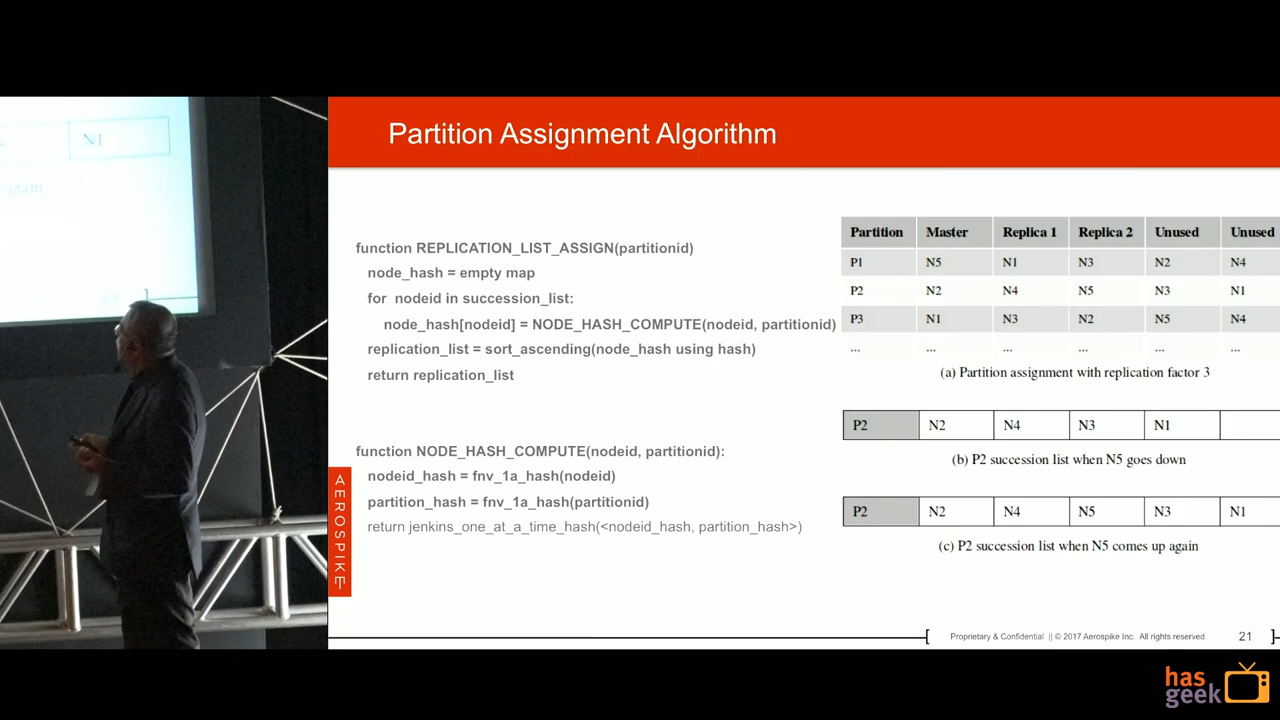 N1
Partition Assignment Algorithm
function REPLICATION_LIST_ASSIGN(partitionid)
node_hash = empty map
for nodeid in succession_list:
node_hash[nodeid] = NODE_HASH_COMPUTE(nodeid, partitionid)
replication_list = sort_ascending(node_hash using hash)
return replication_list
function NODE_HASH_COMPUTE(nodeid, partitionid):
nodeid_hash = fnv_1a_hash(nodeid)
partition_hash = fnv_1a_hash(partitionid)
return jenkins_one_at_a_time_hash(<nodeid_hash, partition_hash>)
Partition Master Replica 1 Replica 2 Unused Unused
P1 N5 N1 N3 N2 N4
P2 N2 N4 N5 N3 N1
P3 N1 N3 N2 N5 N4
... ... ... ... ... ...
(a) Partition assignment with replication factor 3
P2 N2 N4 N3 N1
(b) P2 succession list when N5 goes down
P2 N2 N4 N5 N3 N1
(c) P2 succession list when N5 comes up again
AEROSPIKE
Proprietary & Confidential || © 2017 Aerospike Inc. All rights reserved. 21
has
geek